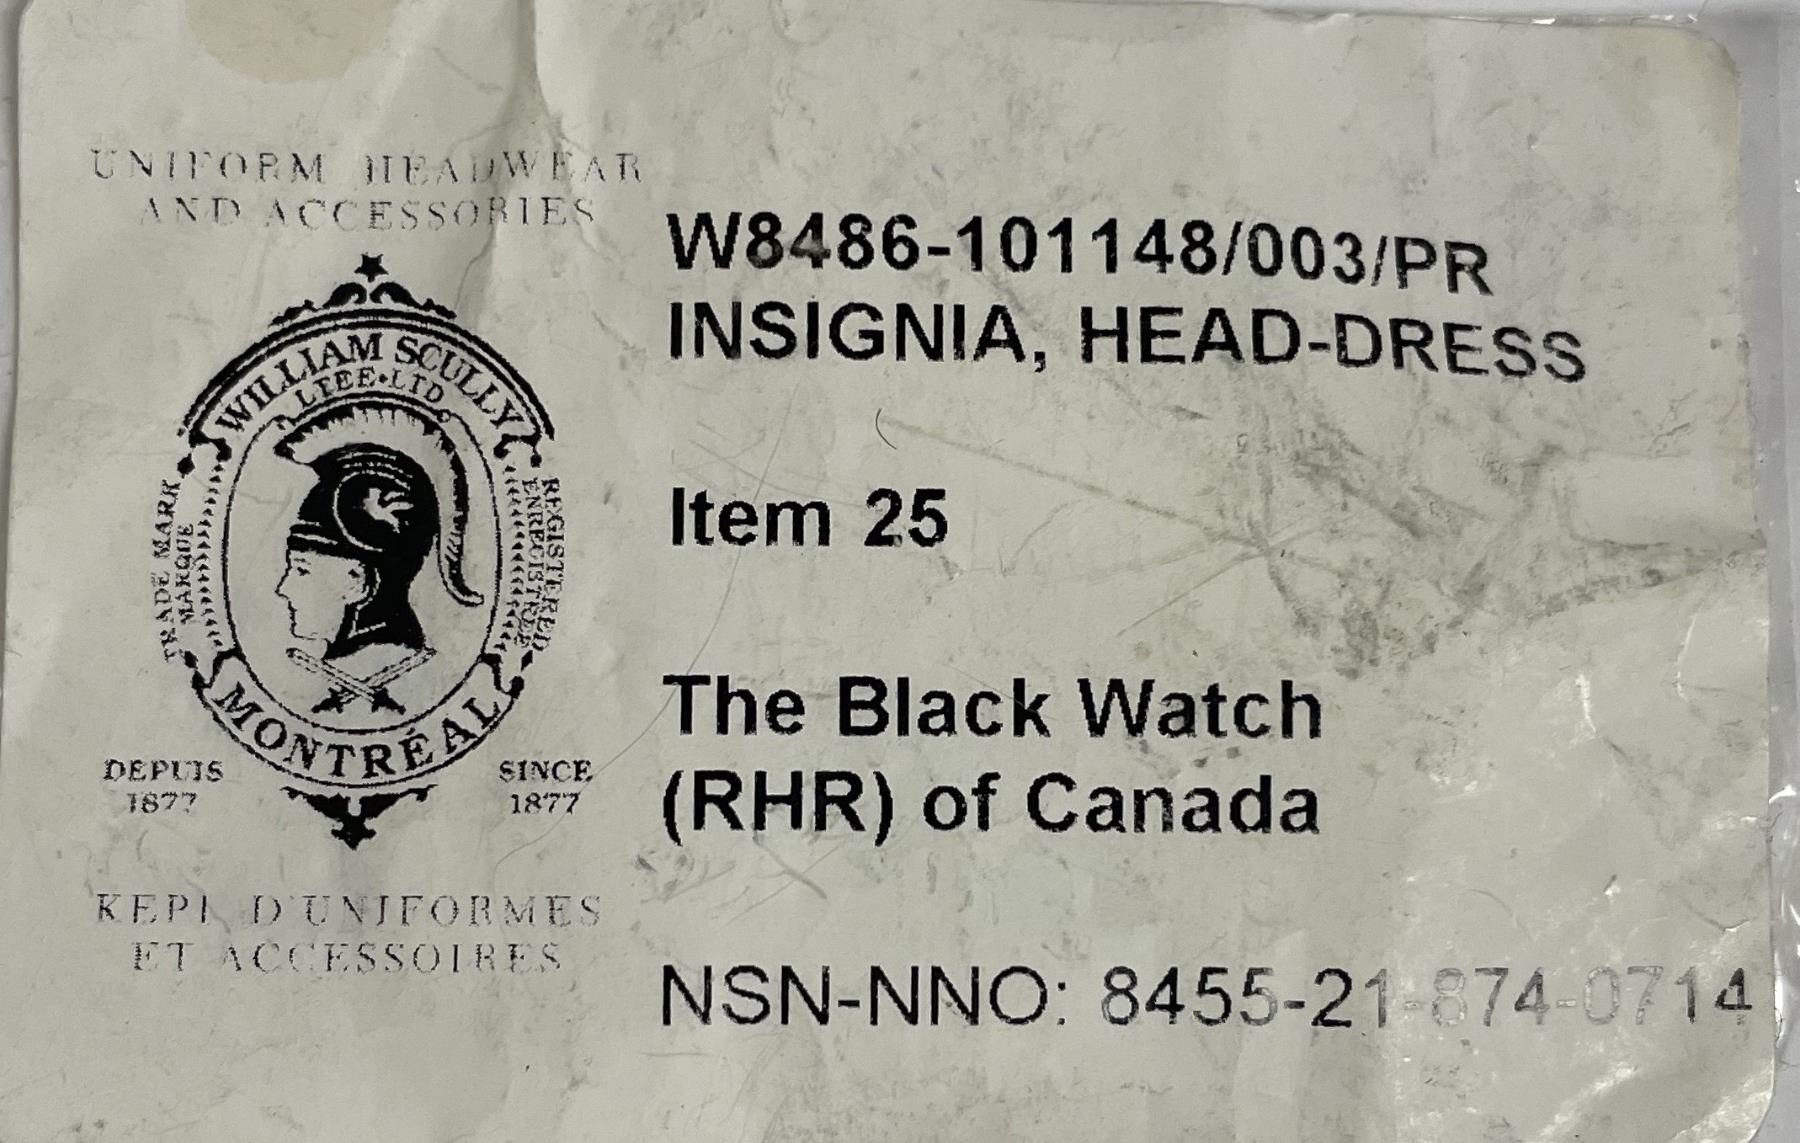 UNIFORM HEADWEAR
AND ACCESSORIES
WILLIAM SCULLY
LTEE·LTD
TRADE MARK
MARQUE
REGISTERED
ENREGISTRÉE
MONTRÉAL
DEPUIS
1877
SINCE
1877
KEPI D'UNIFORMES
ET ACCESSOIRES
W8486-101148/003/PR
INSIGNIA, HEAD-DRESS
Item 25
The Black Watch
(RHR) of Canada
NSN-NNO: 8455-21-874-0714